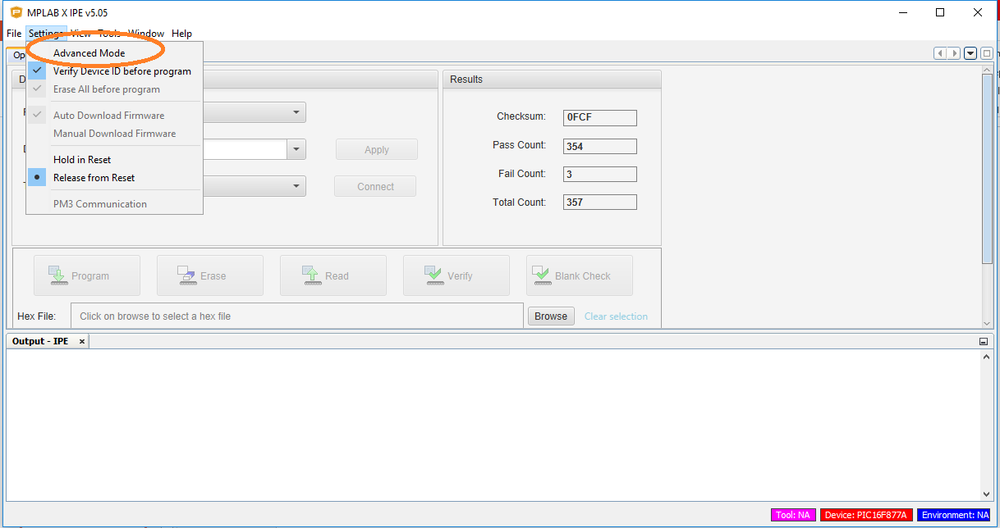 MPLAB X IPE v5.05
File Settings View Tools Window Help
Op
Advanced Mode
Verify Device ID before program
Erase All before program
Auto Download Firmware
Manual Download Firmware
Hold in Reset
Release from Reset
PM3 Communication
D
Apply
Connect
Results
Checksum: 0FCF
Pass Count: 354
Fail Count: 3
Total Count: 357
Program Erase Read Verify Blank Check
Hex File: Click on browse to select a hex file Browse Clear selection
Output - IPE x
Tool: NA Device: PIC16F877A Environment: NA